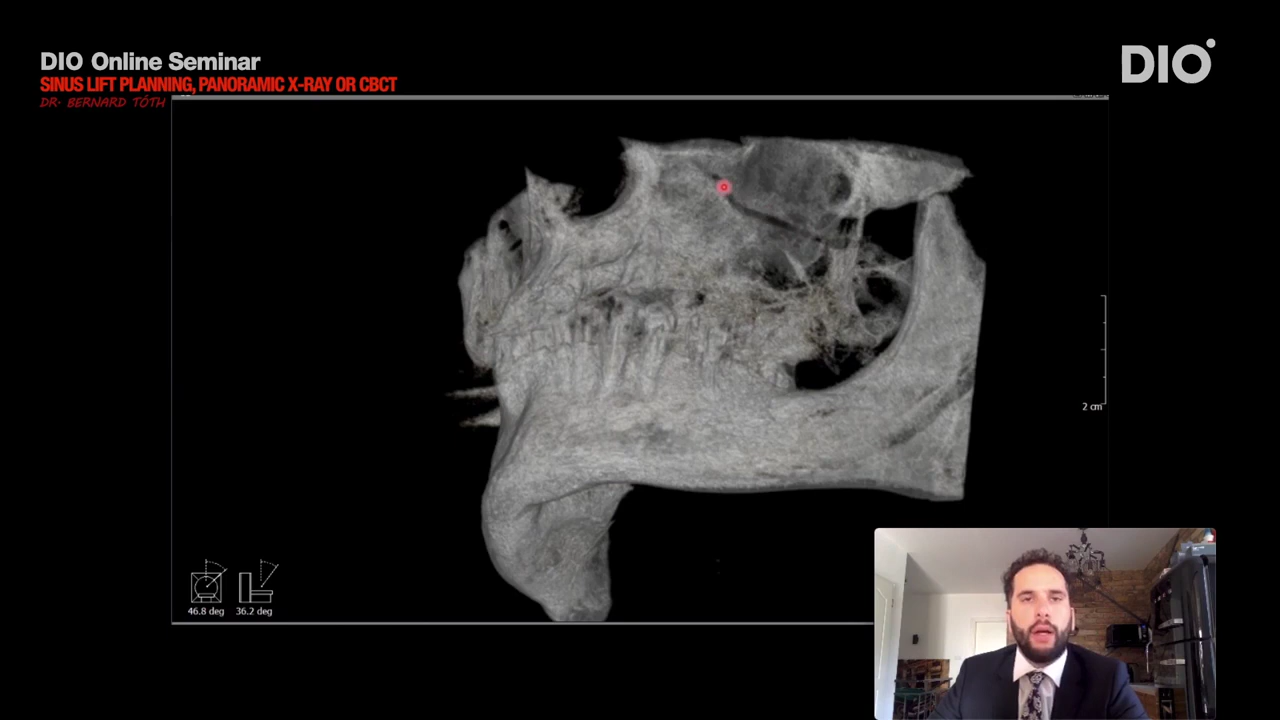 DIO Online Seminar
SINUS LIFT PLANNING, PANORAMIC X-RAY OR CBCT
DR. BERNARD TÓTH
DIO
2 cm
46.8 deg
36.2 deg